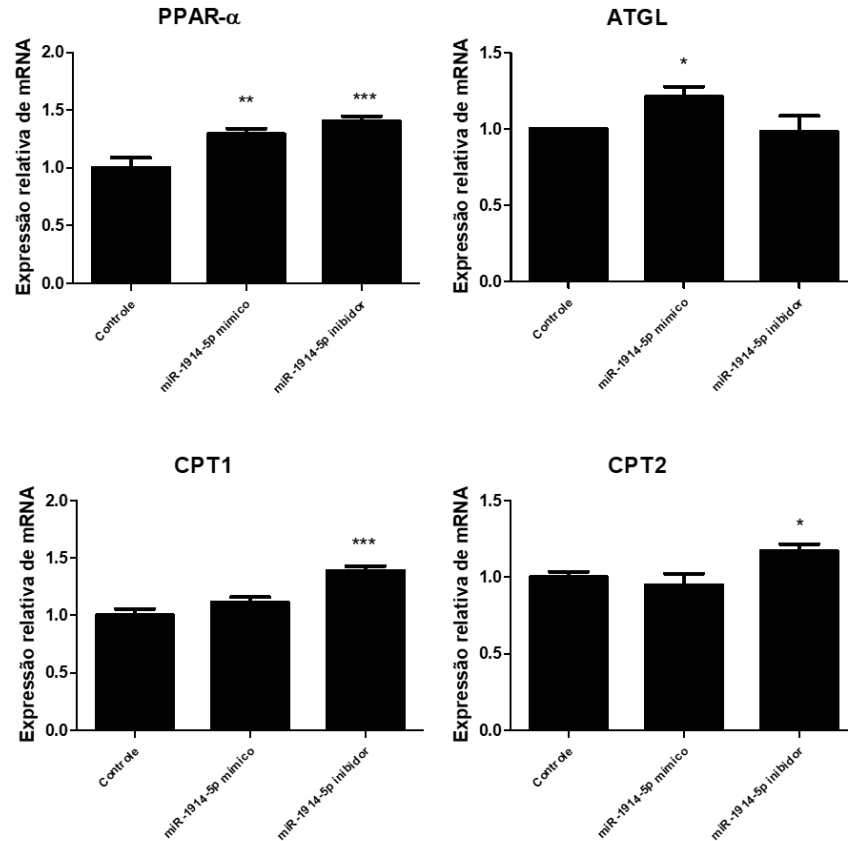 PPAR-α
Expressão relativa de mRNA
2.0
1.5
**
***
1.0
0.5
0.0
Controle
miR-1914-5p mímico
miR-1914-5p inibidor
ATGL
Expressão relativa de mRNA
1.5
*
1.0
0.5
0.0
Controle
miR-1914-5p mímico
miR-1914-5p inibidor
CPT1
Expressão relativa de mRNA
2.0
1.5
***
1.0
0.5
0.0
Controle
miR-1914-5p mímico
miR-1914-5p inibidor
CPT2
Expressão relativa de mRNA
1.5
*
1.0
0.5
0.0
Controle
miR-1914-5p mímico
miR-1914-5p inibidor